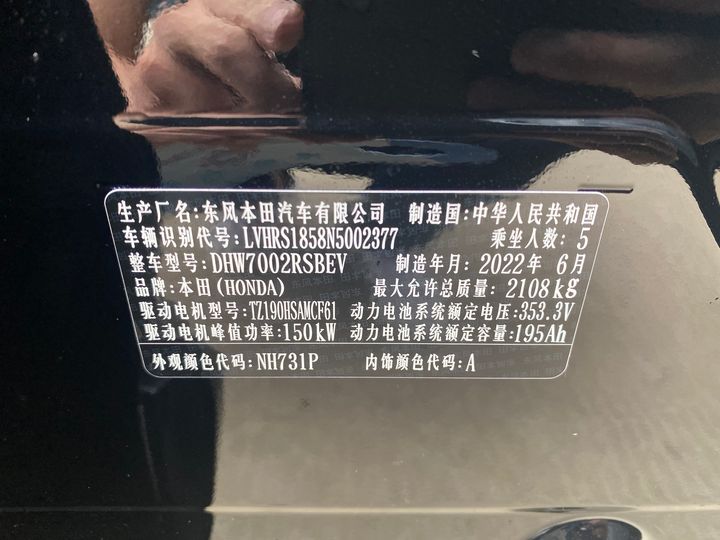 生产厂名:东风本田汽车有限公司 制造国:中华人民共和国
车辆识别代号:LVHRS1858N5002377 乘坐人数: 5
整车型号:DHW7002RSBEV 制造年月: 2022 年 6月
品牌:本田(HONDA) 最大允许总质量: 2108kg
驱动电机型号:TZ190HSAMCF61 动力电池系统额定电压:353.3V
驱动电机峰值功率:150kW 动力电池系统额定容量:195Ah
外观颜色代码: NH731P 内饰颜色代码: A